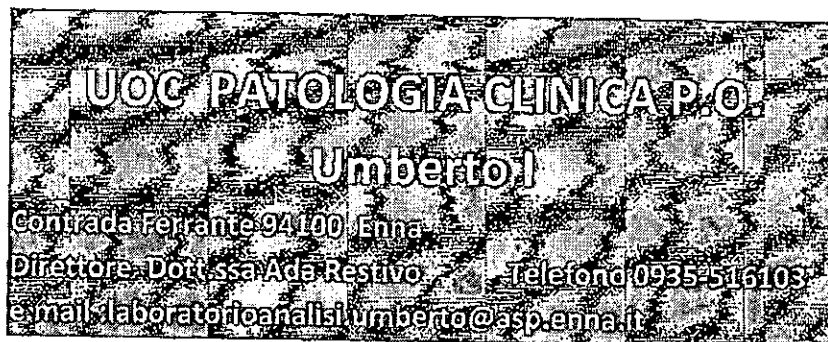 UOC PATOLOGIA CLINICA P.O.
Umberto I
Contrada Ferrante 94100 Enna
Direttore Dott.ssa Ada Restivo Telefono 0935-516103
e.mail laboratorioanalisi.umberto@asp.enna.it